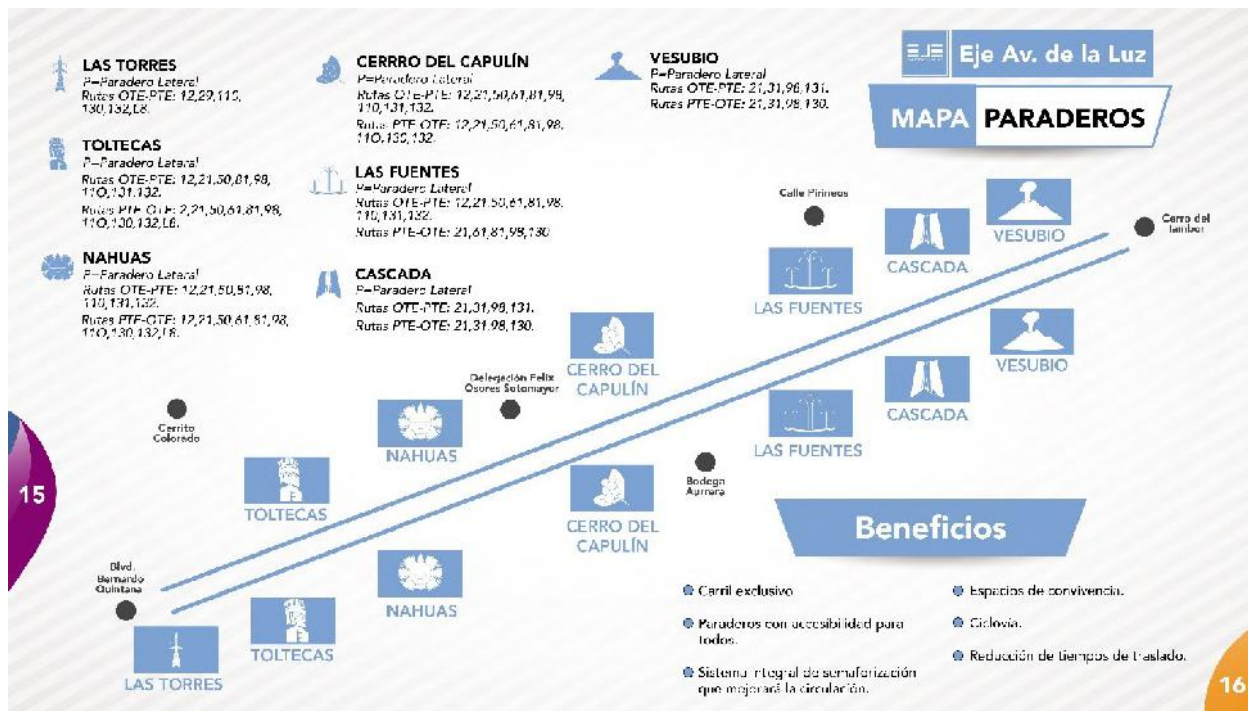 LAS TORRES
P=Paradero Lateral
Rutas OTE-PTE: 12,29,110,
130,132,L8.
TOLTECAS
P=Paradero Lateral
Rutas OTE-PTE: 12,21,50,81,98,
110,131,132.
Rutas PTE-OTE: 2,21,50,61,81,98,
110,130,132,L8.
NAHUAS
P=Paradero Lateral
Rutas OTE-PTE: 12,21,50,81,98,
110,131,132.
Rutas PTE-OTE: 12,21,50,61,81,98,
110,130,132,L8.
CERRRO DEL CAPULÍN
P=Paradero Lateral
Rutas OTE-PTE: 12,21,50,61,81,98,
110,131,132.
Rutas PTE-OTE: 12,21,50,61,81,98,
110,130,132.
LAS FUENTES
P=Paradero Lateral
Rutas OTE-PTE: 12,21,50,61,81,98,
110,131,132.
Rutas PTE-OTE: 21,61,81,98,130
CASCADA
P=Paradero Lateral
Rutas OTE-PTE: 21,31,98,131.
Rutas PTE-OTE: 21,31,98,130.
VESUBIO
P=Paradero Lateral
Rutas OTE-PTE: 21,31,98,131.
Rutas PTE-OTE: 21,31,98,130.
EJE
Eje Av. de la Luz
MAPA PARADEROS
Calle Pirineos
Cerro del
Tambor
VESUBIO
CASCADA
LAS FUENTES
CERRO DEL
CAPULÍN
Delegación Felix
Osores Sotomayor
NAHUAS
Cerrito
Colorado
TOLTECAS
Blvd.
Bernardo
Quintana
LAS TORRES
TOLTECAS
NAHUAS
CERRO DEL
CAPULÍN
Bodega
Aurrara
LAS FUENTES
CASCADA
VESUBIO
Beneficios
Carril exclusivo
Paraderos con accesibilidad para
todos.
Sistema integral de semaforización
que mejorará la circulación.
Espacios de convivencia.
Ciclovía.
Reducción de tiempos de traslado.
15
16